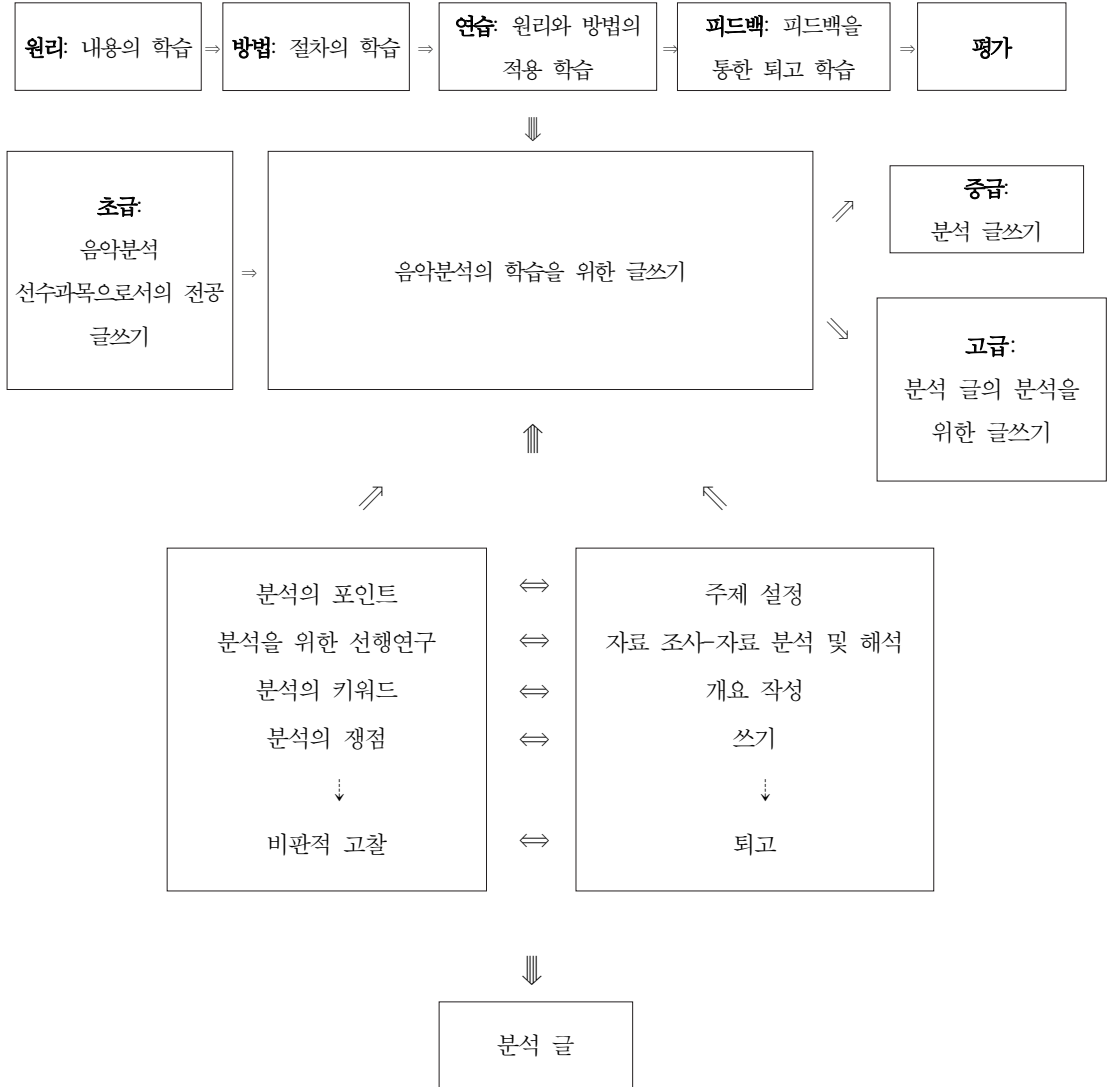 원리: 내용의 학습 ⇒ 방법: 절차의 학습 ⇒ 연습: 원리와 방법의 적용 학습 ⇒ 피드백: 피드백을 통한 퇴고 학습 ⇒ 평가
⇓
초급:
음악분석
선수과목으로서의 전공
글쓰기
⇒
음악분석의 학습을 위한 글쓰기
⇗
중급:
분석 글쓰기
⇘
고급:
분석 글의 분석을
위한 글쓰기
⇑
⇗ ⇖
분석의 포인트 ⇔ 주제 설정
분석을 위한 선행연구 ⇔ 자료 조사-자료 분석 및 해석
분석의 키워드 ⇔ 개요 작성
분석의 쟁점 ⇔ 쓰기
⇣ ⇣
비판적 고찰 ⇔ 퇴고
⇓
분석 글